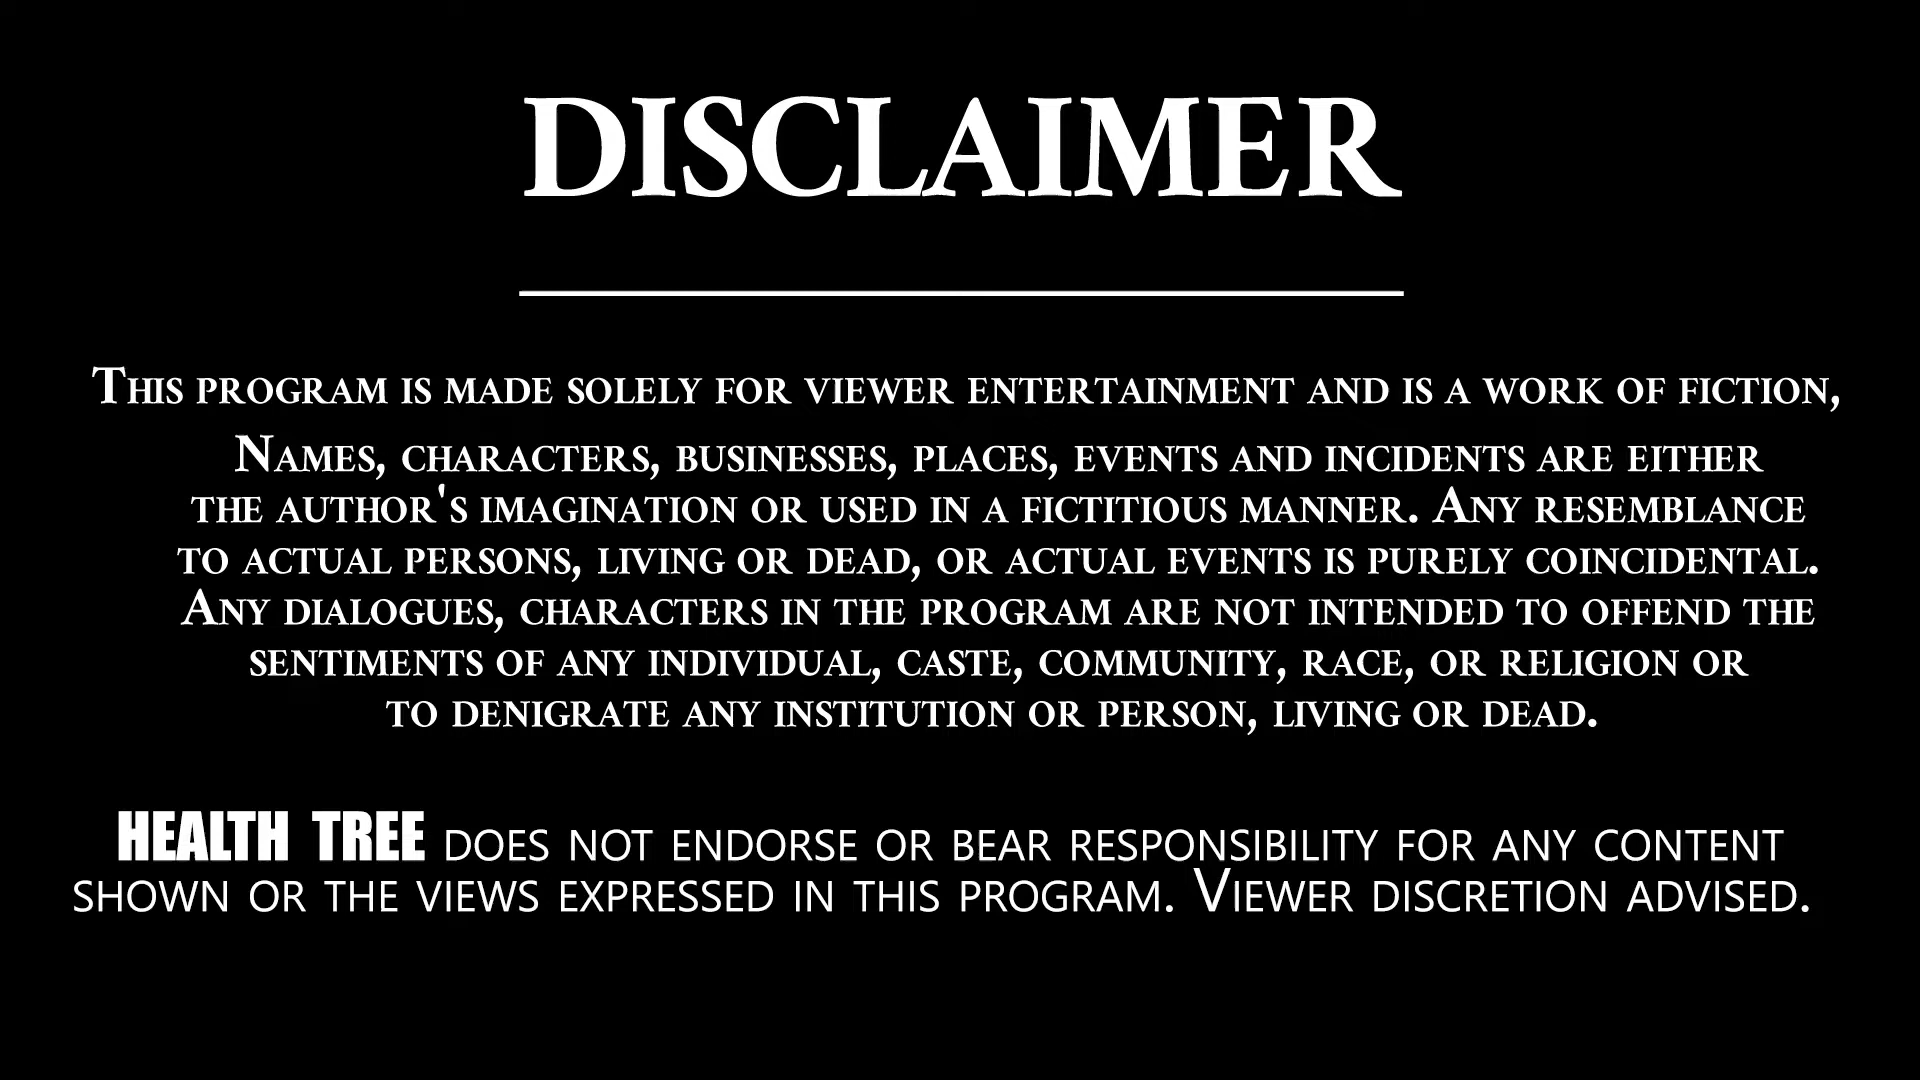 DISCLAIMER
This program is made solely for viewer entertainment and is a work of fiction,
Names, characters, businesses, places, events and incidents are either
the author's imagination or used in a fictitious manner. Any resemblance
to actual persons, living or dead, or actual events is purely coincidental.
Any dialogues, characters in the program are not intended to offend the
sentiments of any individual, caste, community, race, or religion or
to denigrate any institution or person, living or dead.
HEALTH TREE does not endorse or bear responsibility for any content
shown or the views expressed in this program. Viewer discretion advised.